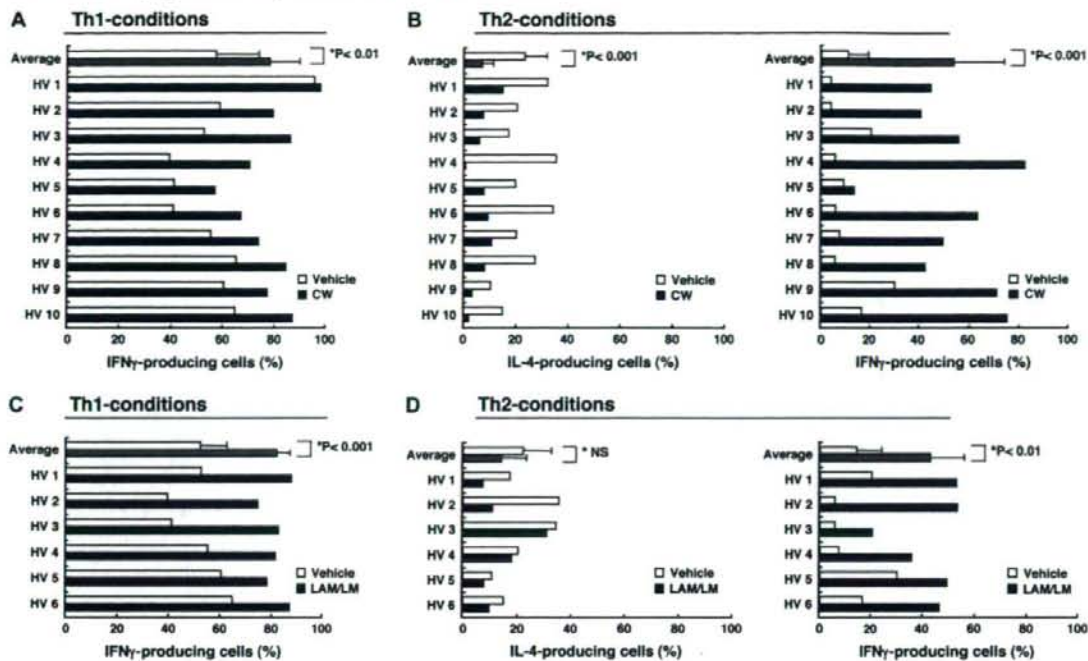 A Th1-conditions
Average
*P< 0.01
HV 1
HV 2
HV 3
HV 4
HV 5
HV 6
HV 7
HV 8
HV 9
HV 10
Vehicle
CW
0 20 40 60 80 100
IFNγ-producing cells (%)
B Th2-conditions
Average
*P< 0.001
HV 1
HV 2
HV 3
HV 4
HV 5
HV 6
HV 7
HV 8
HV 9
HV 10
Vehicle
CW
0 20 40 60 80 100
IL-4-producing cells (%)
Average
*P< 0.001
HV 1
HV 2
HV 3
HV 4
HV 5
HV 6
HV 7
HV 8
HV 9
HV 10
Vehicle
CW
0 20 40 60 80 100
IFNγ-producing cells (%)
C Th1-conditions
Average
*P< 0.001
HV 1
HV 2
HV 3
HV 4
HV 5
HV 6
Vehicle
LAM/LM
0 20 40 60 80 100
IFNγ-producing cells (%)
D Th2-conditions
Average
* NS
HV 1
HV 2
HV 3
HV 4
HV 5
HV 6
Vehicle
LAM/LM
0 20 40 60 80 100
IL-4-producing cells (%)
Average
*P< 0.01
HV 1
HV 2
HV 3
HV 4
HV 5
HV 6
Vehicle
LAM/LM
0 20 40 60 80 100
IFNγ-producing cells (%)